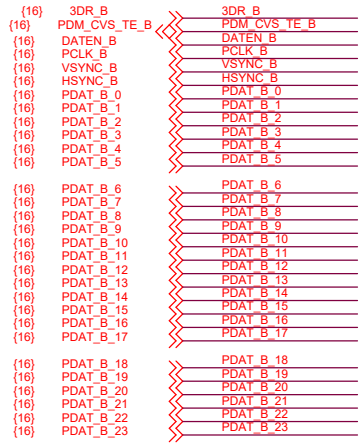 {16} 3DR_B 3DR_B
{16} PDM_CVS_TE_B PDM_CVS_TE_B
{16} DATEN_B DATEN_B
{16} PCLK_B PCLK_B
{16} VSYNC_B VSYNC_B
{16} HSYNC_B HSYNC_B
{16} PDAT_B_0 PDAT_B_0
{16} PDAT_B_1 PDAT_B_1
{16} PDAT_B_2 PDAT_B_2
{16} PDAT_B_3 PDAT_B_3
{16} PDAT_B_4 PDAT_B_4
{16} PDAT_B_5 PDAT_B_5
{16} PDAT_B_6 PDAT_B_6
{16} PDAT_B_7 PDAT_B_7
{16} PDAT_B_8 PDAT_B_8
{16} PDAT_B_9 PDAT_B_9
{16} PDAT_B_10 PDAT_B_10
{16} PDAT_B_11 PDAT_B_11
{16} PDAT_B_12 PDAT_B_12
{16} PDAT_B_13 PDAT_B_13
{16} PDAT_B_14 PDAT_B_14
{16} PDAT_B_15 PDAT_B_15
{16} PDAT_B_16 PDAT_B_16
{16} PDAT_B_17 PDAT_B_17
{16} PDAT_B_18 PDAT_B_18
{16} PDAT_B_19 PDAT_B_19
{16} PDAT_B_20 PDAT_B_20
{16} PDAT_B_21 PDAT_B_21
{16} PDAT_B_22 PDAT_B_22
{16} PDAT_B_23 PDAT_B_23